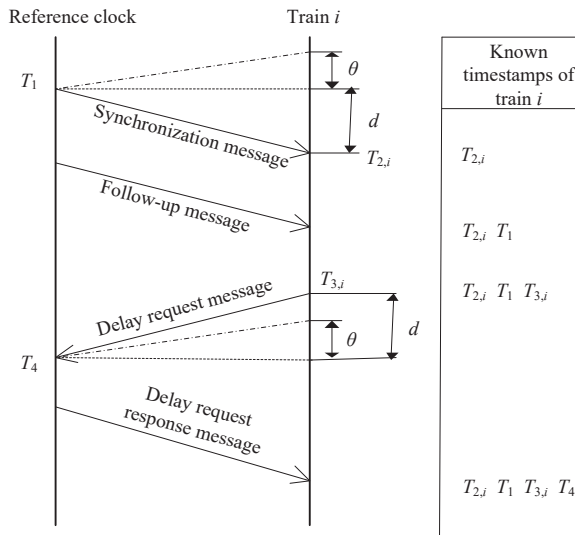 Reference clock
Train i
Known
timestamps of
train i
T1
θ
d
Synchronization message
T2,i
T2,i
Follow-up message
T2,i T1
T3,i
T2,i T1 T3,i
Delay request message
θ
d
T4
Delay request
response message
T2,i T1 T3,i T4